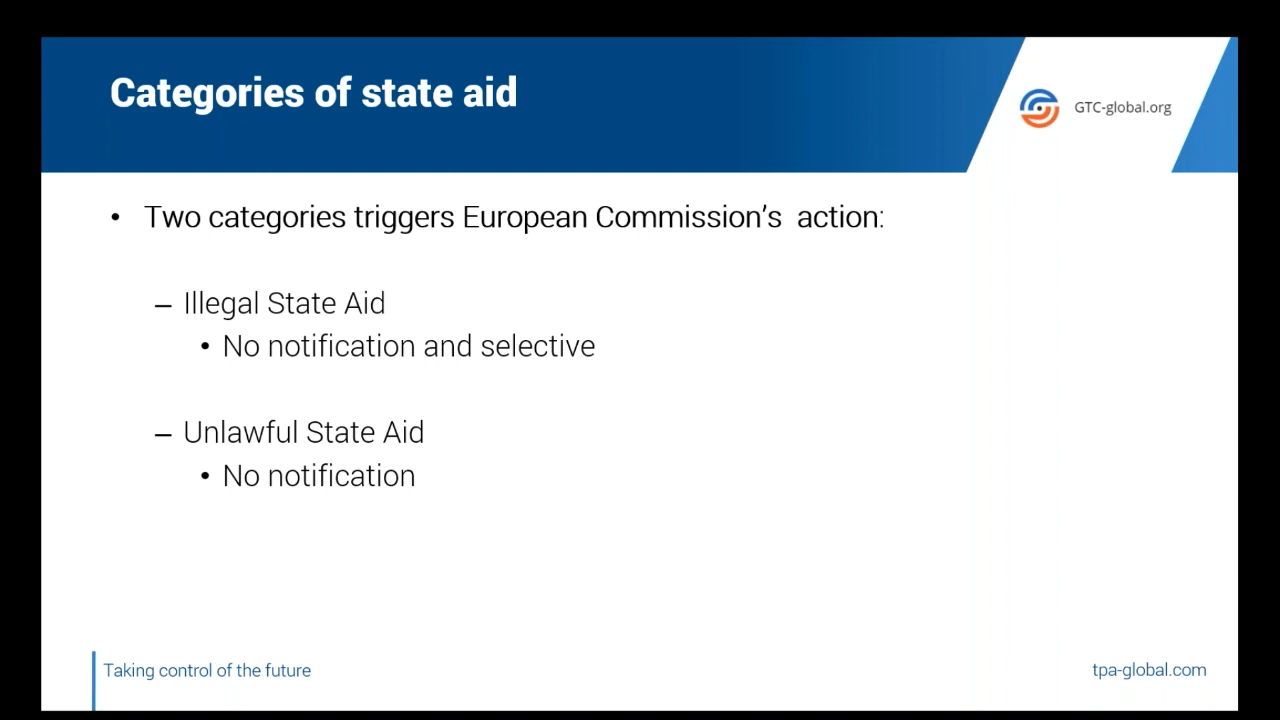 Categories of state aid
GTC-global.org
• Two categories triggers European Commission’s action:
– Illegal State Aid
• No notification and selective
– Unlawful State Aid
• No notification
Taking control of the future
tpa-global.com